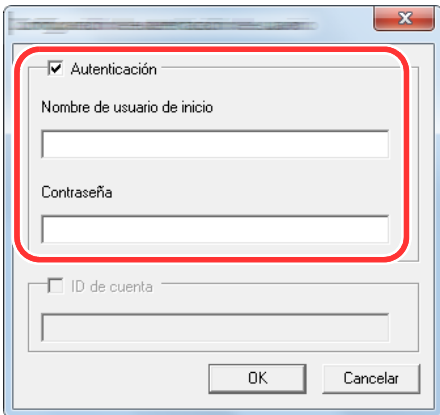 Autenticación
Nombre de usuario de inicio
Contraseña
ID de cuenta
OK
Cancelar